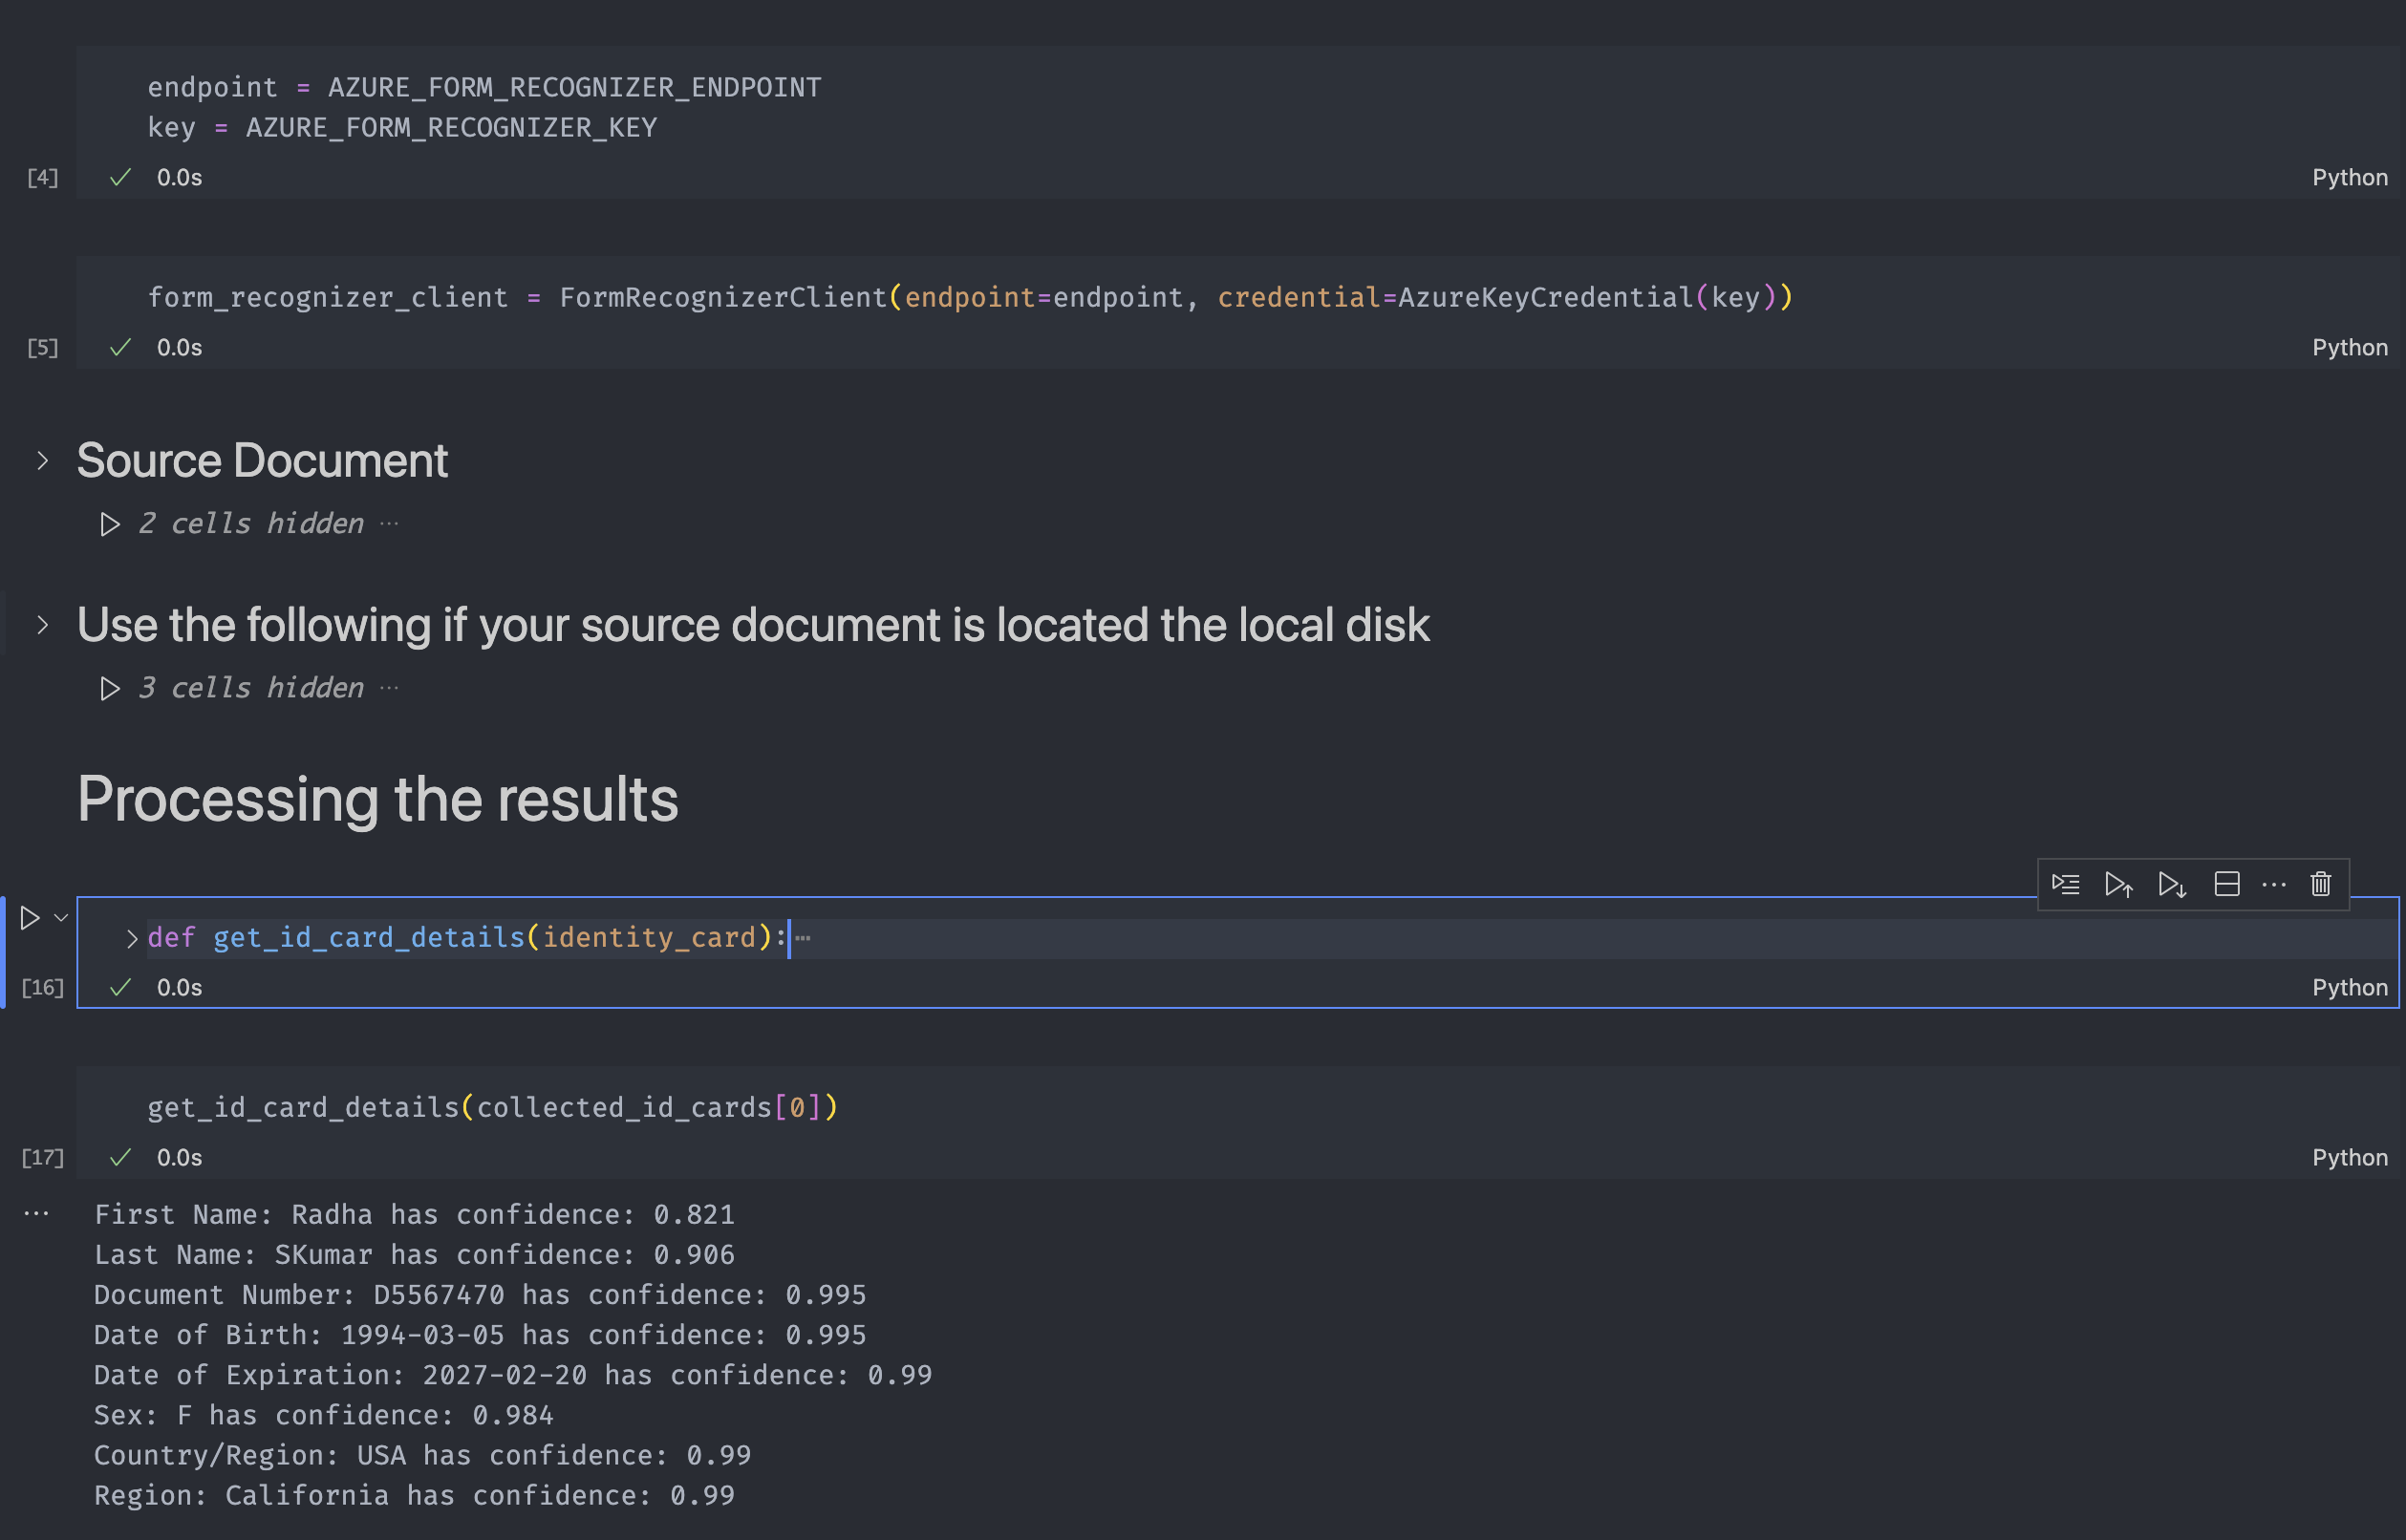 endpoint = AZURE_FORM_RECOGNIZER_ENDPOINT
key = AZURE_FORM_RECOGNIZER_KEY
[4] ✓ 0.0s Python
form_recognizer_client = FormRecognizerClient(endpoint=endpoint, credential=AzureKeyCredential(key))
[5] ✓ 0.0s Python
Source Document
2 cells hidden ...
Use the following if your source document is located the local disk
3 cells hidden ...
Processing the results
def get_id_card_details(identity_card):...
[16] ✓ 0.0s Python
get_id_card_details(collected_id_cards[0])
[17] ✓ 0.0s Python
... First Name: Radha has confidence: 0.821
Last Name: SKumar has confidence: 0.906
Document Number: D5567470 has confidence: 0.995
Date of Birth: 1994-03-05 has confidence: 0.995
Date of Expiration: 2027-02-20 has confidence: 0.99
Sex: F has confidence: 0.984
Country/Region: USA has confidence: 0.99
Region: California has confidence: 0.99